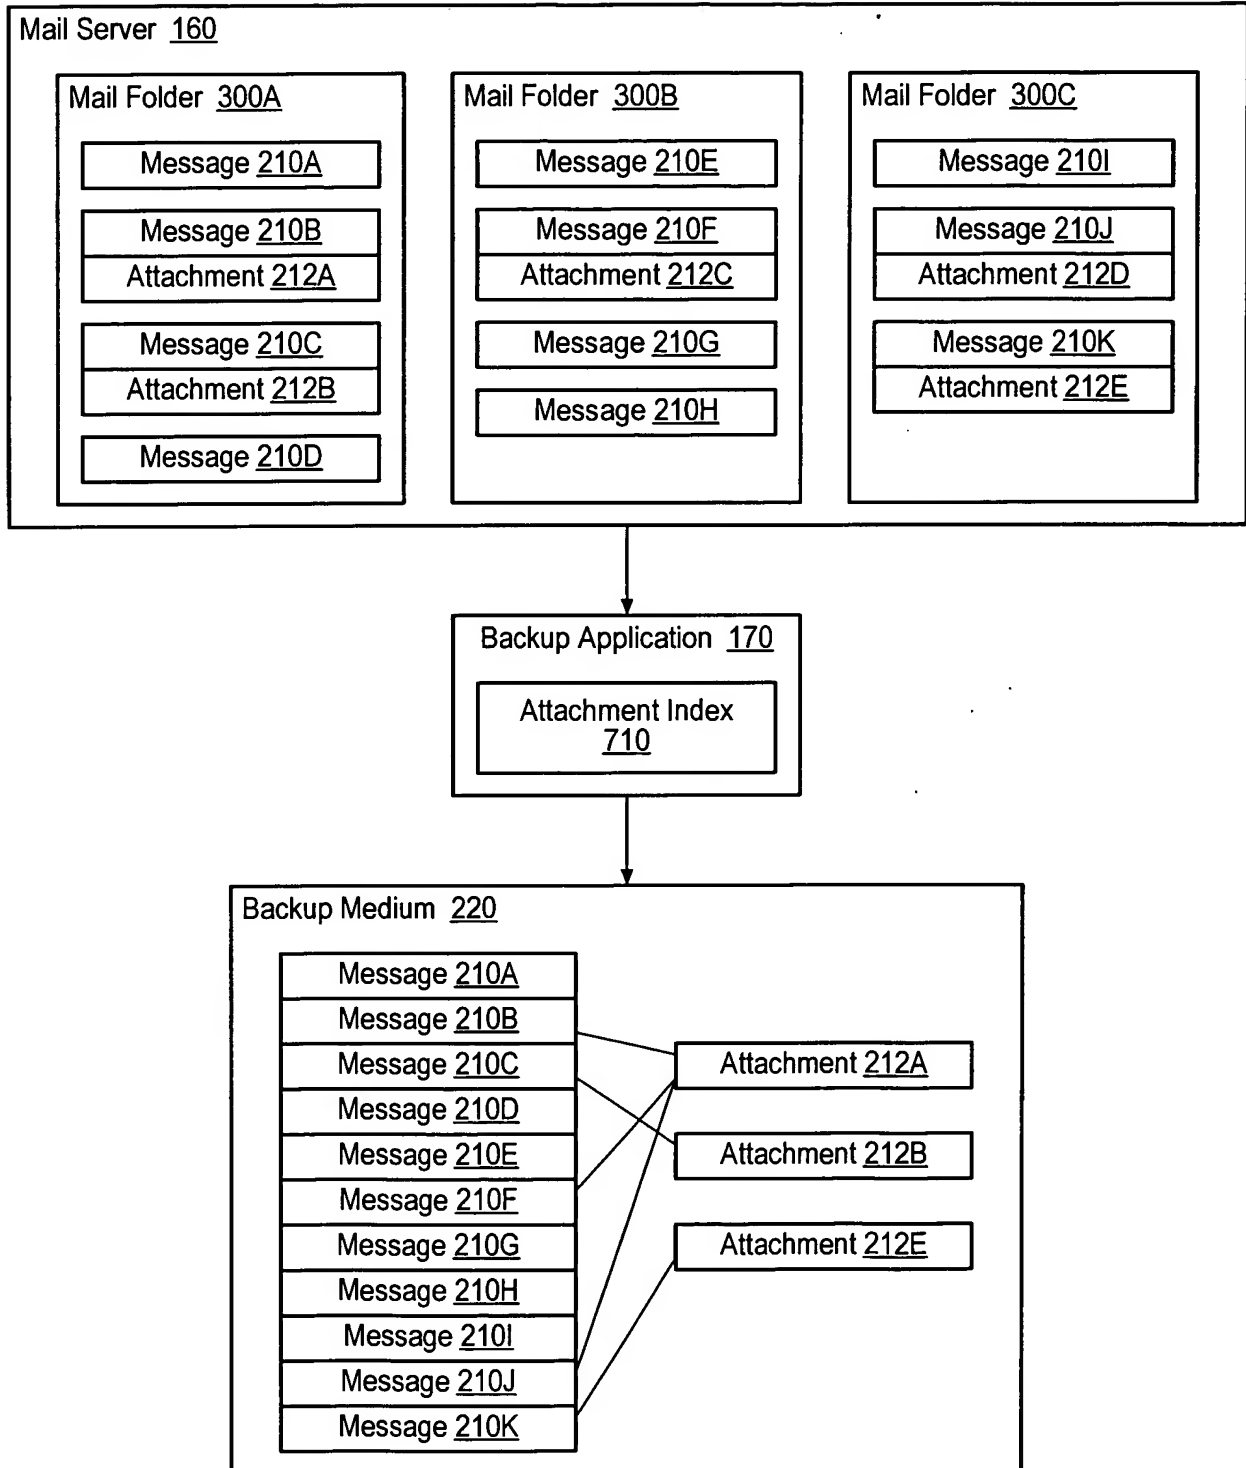 Mail Server 160
Mail Folder 300A
Message 210A
Message 210B
Attachment 212A
Message 210C
Attachment 212B
Message 210D
Mail Folder 300B
Message 210E
Message 210F
Attachment 212C
Message 210G
Message 210H
Mail Folder 300C
Message 210I
Message 210J
Attachment 212D
Message 210K
Attachment 212E
Backup Application 170
Attachment Index
710
Backup Medium 220
Message 210A
Message 210B
Message 210C
Message 210D
Message 210E
Message 210F
Message 210G
Message 210H
Message 210I
Message 210J
Message 210K
Attachment 212A
Attachment 212B
Attachment 212E